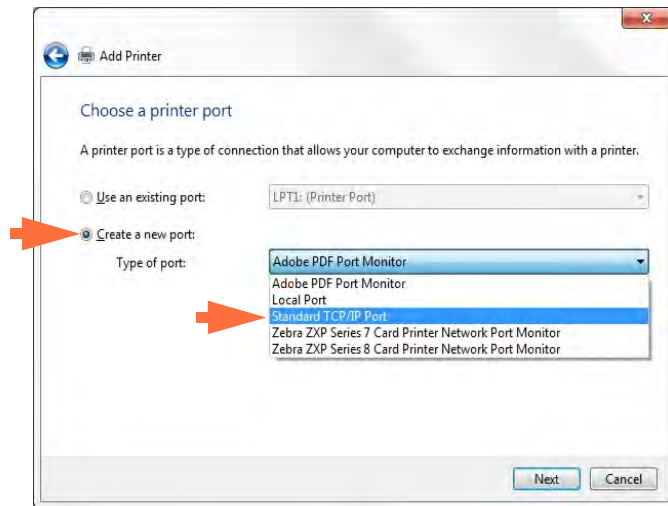 Add Printer
Choose a printer port
A printer port is a type of connection that allows your computer to exchange information with a printer.
Use an existing port: LPT1: (Printer Port)
Create a new port:
Type of port: Adobe PDF Port Monitor
Adobe PDF Port Monitor
Local Port
Standard TCP/IP Port
Zebra ZXP Series 7 Card Printer Network Port Monitor
Zebra ZXP Series 8 Card Printer Network Port Monitor
Next Cancel